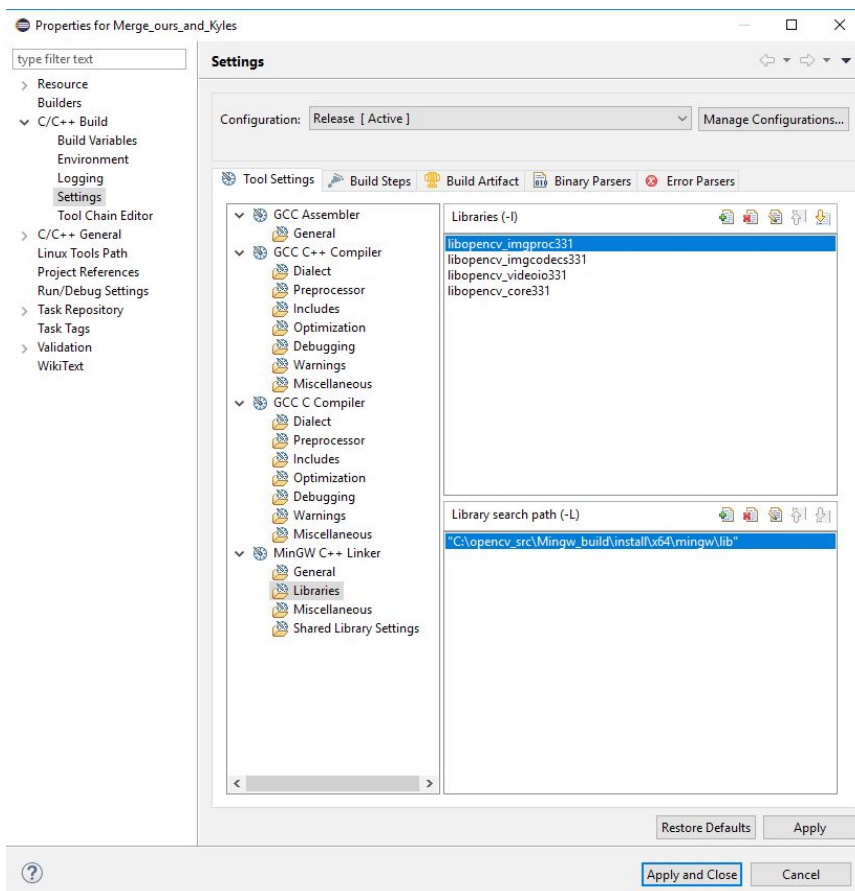 Properties for Merge_ours_and_Kyles
type filter text
Resource
Builders
C/C++ Build
Build Variables
Environment
Logging
Settings
Tool Chain Editor
C/C++ General
Linux Tools Path
Project References
Run/Debug Settings
Task Repository
Task Tags
Validation
WikiText
Settings
Configuration: Release [ Active ] Manage Configurations...
Tool Settings Build Steps Build Artifact Binary Parsers Error Parsers
GCC Assembler
General
GCC C++ Compiler
Dialect
Preprocessor
Includes
Optimization
Debugging
Warnings
Miscellaneous
GCC C Compiler
Dialect
Preprocessor
Includes
Optimization
Debugging
Warnings
Miscellaneous
MinGW C++ Linker
General
Libraries
Miscellaneous
Shared Library Settings
Libraries (-l)
libopencv_imgproc331
libopencv_imgcodecs331
libopencv_videoio331
libopencv_core331
Library search path (-L)
"C:\opencv_src\Mingw_build\install\x64\mingw\lib"
Restore Defaults Apply
Apply and Close Cancel